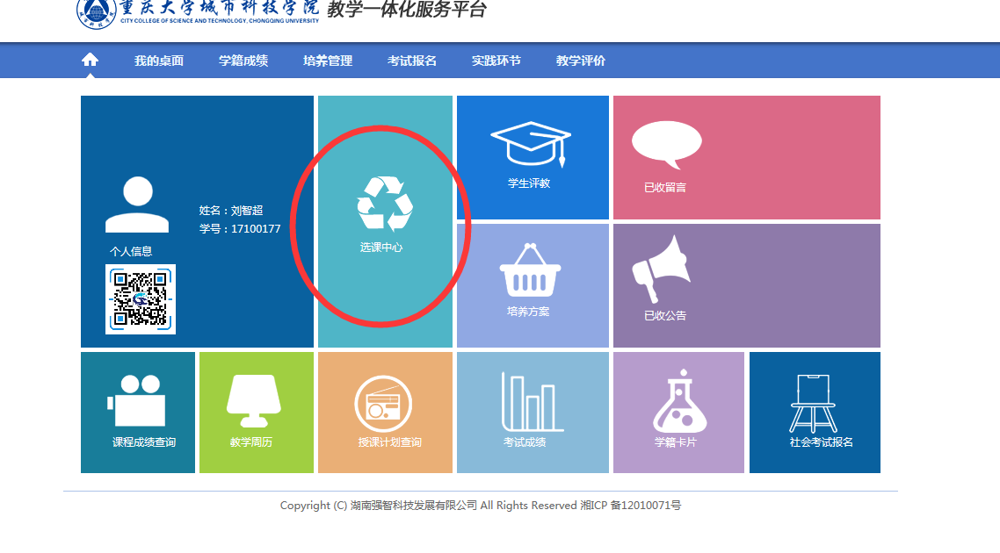 重庆大学城市科技学院 教学一体化服务平台
CITY COLLEGE OF SCIENCE AND TECHNOLOGY, CHONGQING UNIVERSITY
我的桌面 学籍成绩 培养管理 考试报名 实践环节 教学评价
姓名：刘智超
学号：17100177
个人信息
选课中心
学生评教
已收留言
培养方案
已收公告
课程成绩查询
教学周历
授课计划查询
考试成绩
学籍卡片
社会考试报名
Copyright (C) 湖南强智科技发展有限公司 All Rights Reserved 湘ICP 备12010071号